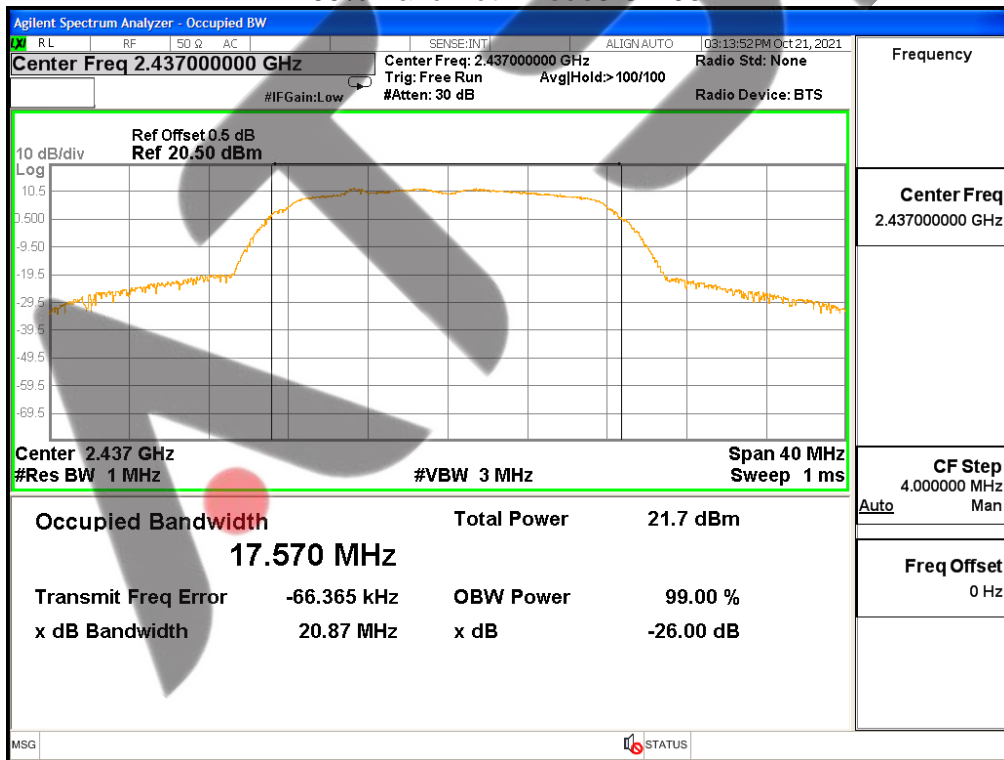 Agilent Spectrum Analyzer - Occupied BW
LXI RL RF 50 Ω AC SENSE:INT ALIGN AUTO 03:13:52 PM Oct 21, 2021
Center Freq 2.437000000 GHz
Center Freq: 2.437000000 GHz
Radio Std: None
Trig: Free Run Avg|Hold:>100/100
#IFGain:Low #Atten: 30 dB Radio Device: BTS
Ref Offset 0.5 dB
10 dB/div Ref 20.50 dBm
Log
10.5
0.500
-9.50
-19.5
-29.5
-39.5
-49.5
-59.5
-69.5
Center 2.437 GHz Span 40 MHz
#Res BW 1 MHz #VBW 3 MHz Sweep 1 ms
Occupied Bandwidth Total Power 21.7 dBm
17.570 MHz
Transmit Freq Error -66.365 kHz OBW Power 99.00 %
x dB Bandwidth 20.87 MHz x dB -26.00 dB
MSG STATUS
Frequency
Center Freq
2.437000000 GHz
CF Step
4.000000 MHz
Auto Man
Freq Offset
0 Hz